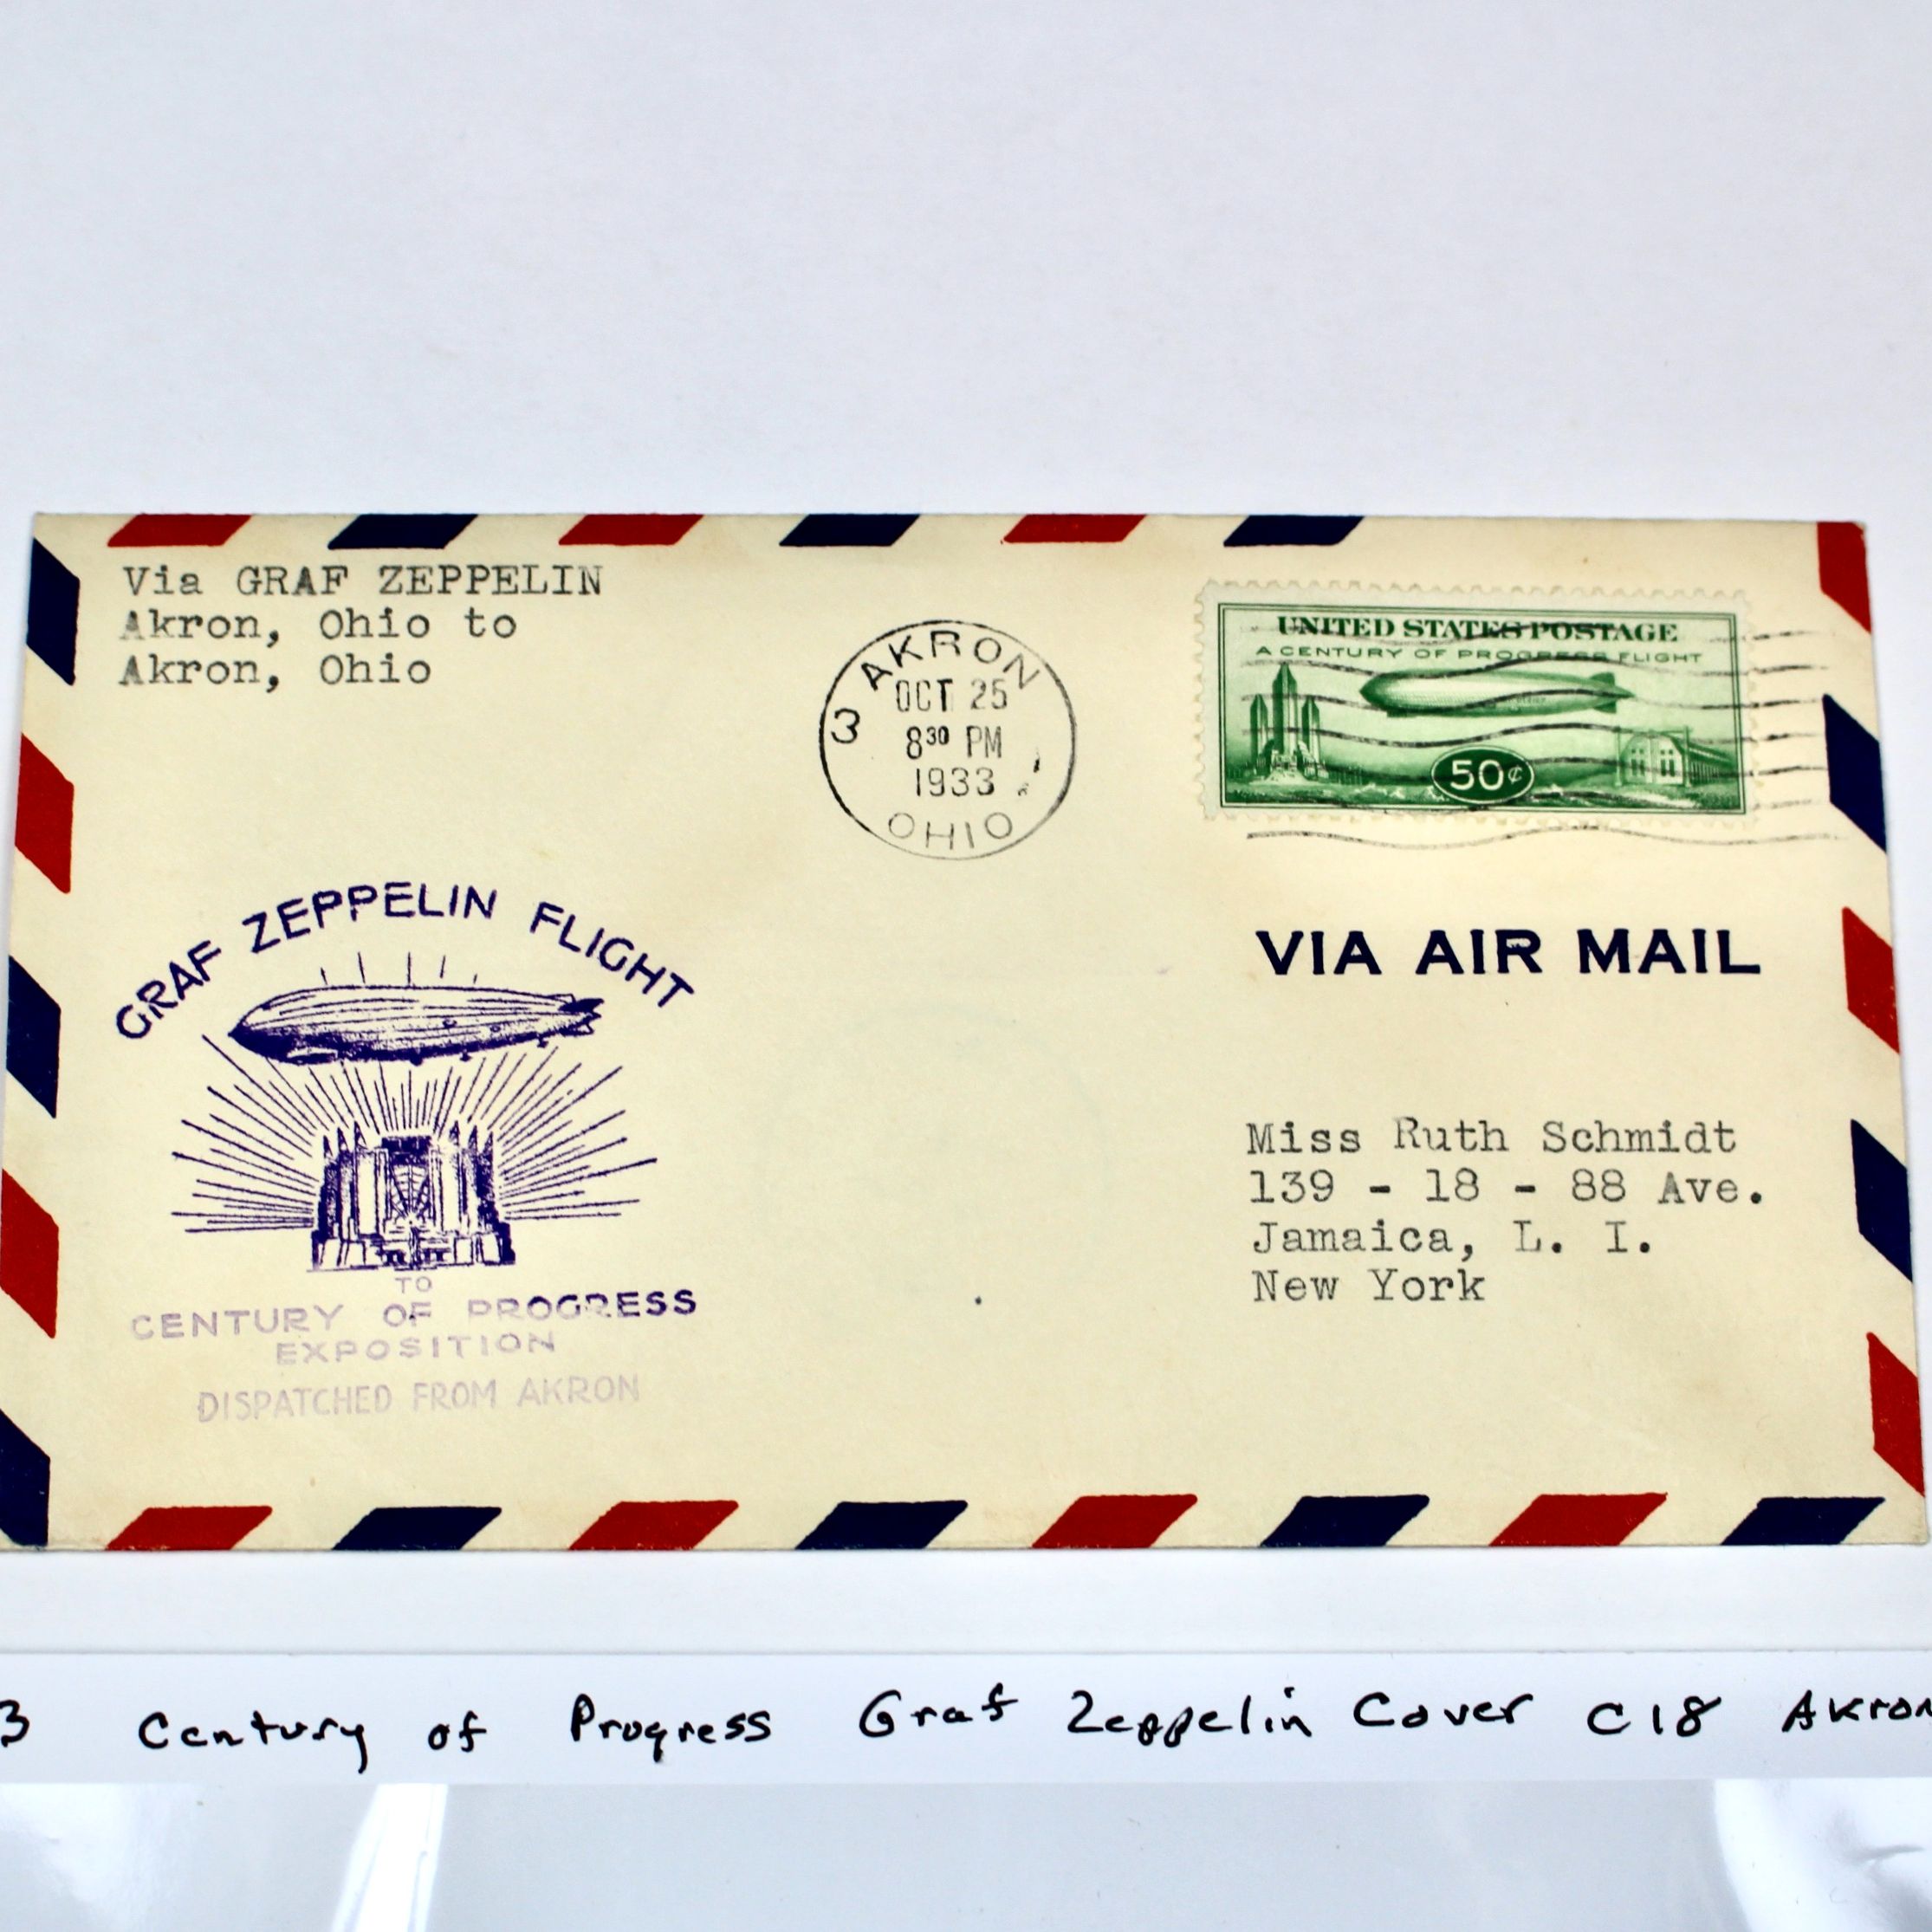 Via GRAF ZEPPELIN
Akron, Ohio to
Akron, Ohio
3 AKRON
OCT 25
8³⁰ PM
1933
OHIO
UNITED STATES POSTAGE
A CENTURY OF PROGRESS FLIGHT
50¢
GRAF ZEPPELIN FLIGHT
TO
CENTURY OF PROGRESS
EXPOSITION
DISPATCHED FROM AKRON
VIA AIR MAIL
Miss Ruth Schmidt
139 - 18 - 88 Ave.
Jamaica, L. I.
New York
3 Century of Progress Graf Zeppelin Cover C18 Akron